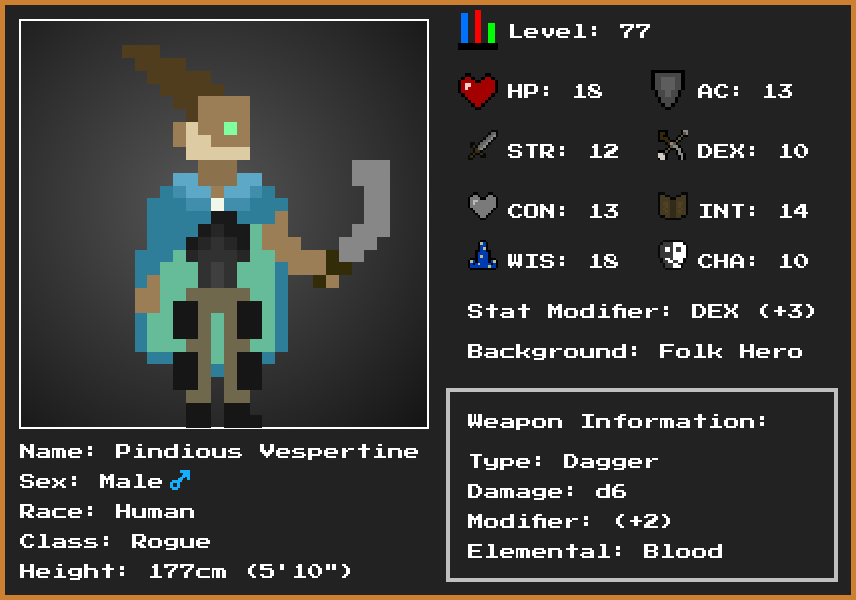 Level: 77
HP: 18 AC: 13
STR: 12 DEX: 10
CON: 13 INT: 14
WIS: 18 CHA: 10
Stat Modifier: DEX (+3)
Background: Folk Hero
Weapon Information:
Type: Dagger
Damage: d6
Modifier: (+2)
Elemental: Blood
Name: Pindious Vespertine
Sex: Male♂
Race: Human
Class: Rogue
Height: 177cm (5'10")